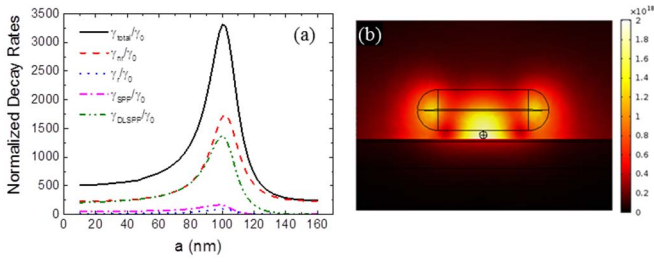 (a)
3500
3000
2500
2000
1500
1000
500
0
Normalized Decay Rates
γtotal/γ0
γnr/γ0
γr/γ0
γSPP/γ0
γDLSPP/γ0
0 20 40 60 80 100 120 140 160
a (nm)
(b)
2 ×10¹⁸
1.8
1.6
1.4
1.2
1
0.8
0.6
0.4
0.2
0